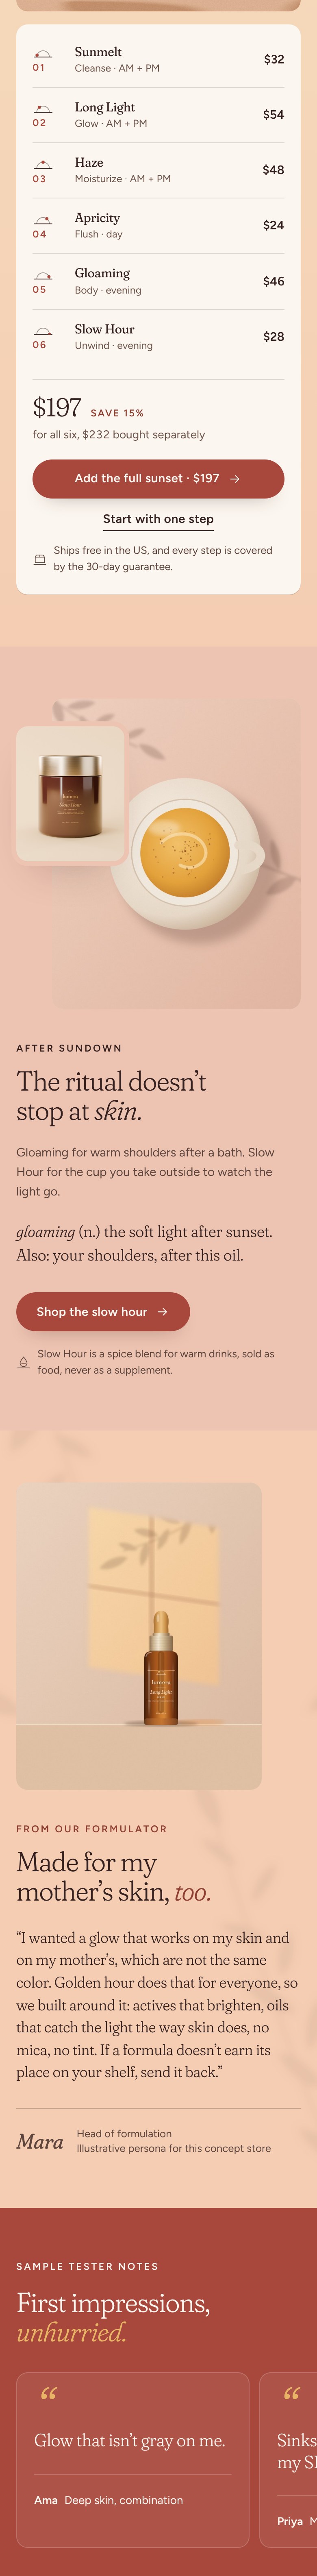 01
Sunmelt
Cleanse · AM + PM
$32
02
Long Light
Glow · AM + PM
$54
03
Haze
Moisturize · AM + PM
$48
04
Apricity
Flush · day
$24
05
Gloaming
Body · evening
$46
06
Slow Hour
Unwind · evening
$28
$197 SAVE 15%
for all six, $232 bought separately
Add the full sunset · $197 →
Start with one step
Ships free in the US, and every step is covered
by the 30-day guarantee.
Slow Hour
AFTER SUNDOWN
The ritual doesn’t
stop at skin.
Gloaming for warm shoulders after a bath. Slow
Hour for the cup you take outside to watch the
light go.
gloaming (n.) the soft light after sunset.
Also: your shoulders, after this oil.
Shop the slow hour →
Slow Hour is a spice blend for warm drinks, sold as
food, never as a supplement.
Long Light
FROM OUR FORMULATOR
Made for my
mother’s skin, too.
“I wanted a glow that works on my skin and
on my mother’s, which are not the same
color. Golden hour does that for everyone, so
we built around it: actives that brighten, oils
that catch the light the way skin does, no
mica, no tint. If a formula doesn’t earn its
place on your shelf, send it back.”
Mara
Head of formulation
Illustrative persona for this concept store
SAMPLE TESTER NOTES
First impressions,
unhurried.
“
Glow that isn’t gray on me.
Ama Deep skin, combination
“
Sinks
my S
Priya M